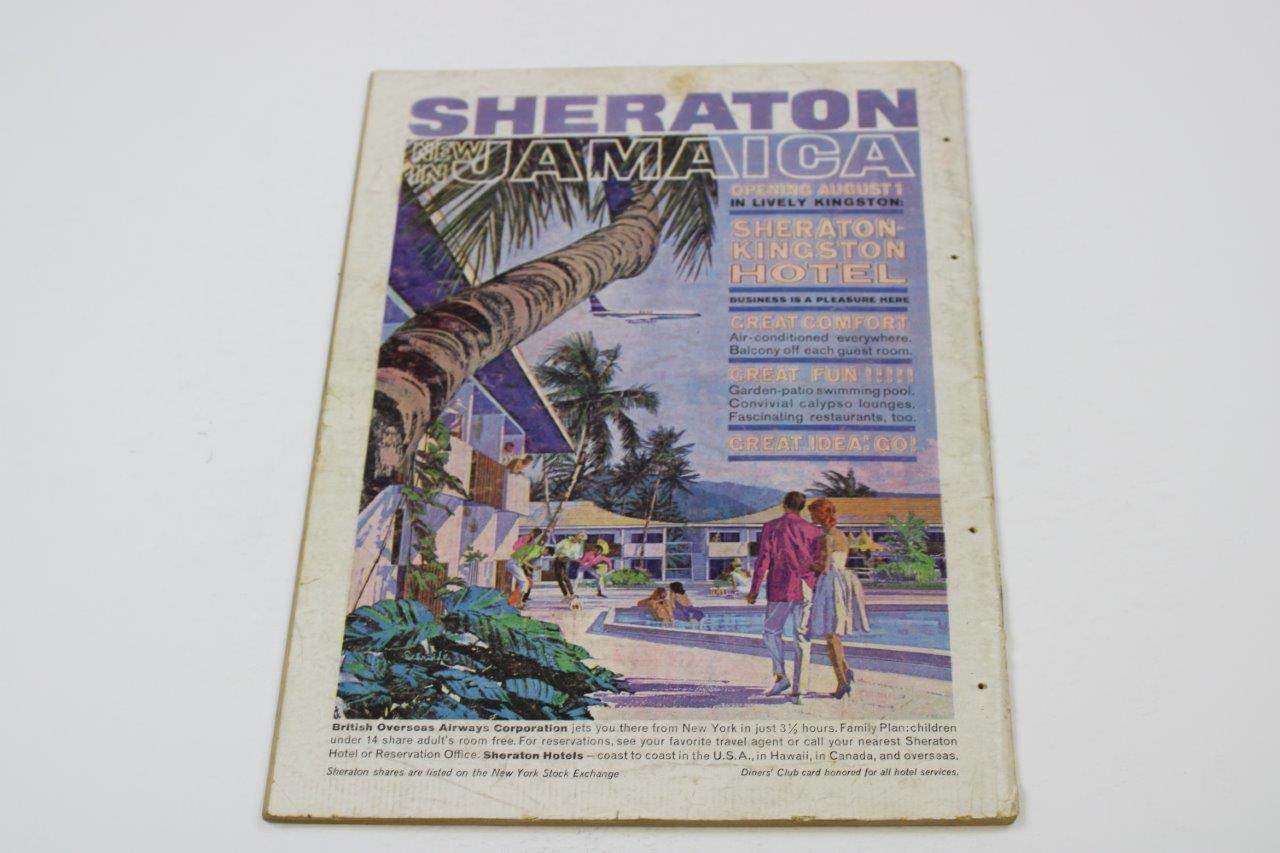 SHERATON
NEW IN JAMAICA
OPENING AUGUST 1
IN LIVELY KINGSTON:
SHERATON-
KINGSTON
HOTEL
BUSINESS IS A PLEASURE HERE
GREAT COMFORT
Air-conditioned everywhere.
Balcony off each guest room.
GREAT FUN !!!!!
Garden-patio swimming pool.
Convivial calypso lounges.
Fascinating restaurants, too.
GREAT IDEA: GO!
British Overseas Airways Corporation jets you there from New York in just 3½ hours. Family Plan: children
under 14 share adult's room free. For reservations, see your favorite travel agent or call your nearest Sheraton
Hotel or Reservation Office. Sheraton Hotels — coast to coast in the U.S.A., in Hawaii, in Canada, and overseas.
Sheraton shares are listed on the New York Stock Exchange
Diners' Club card honored for all hotel services.